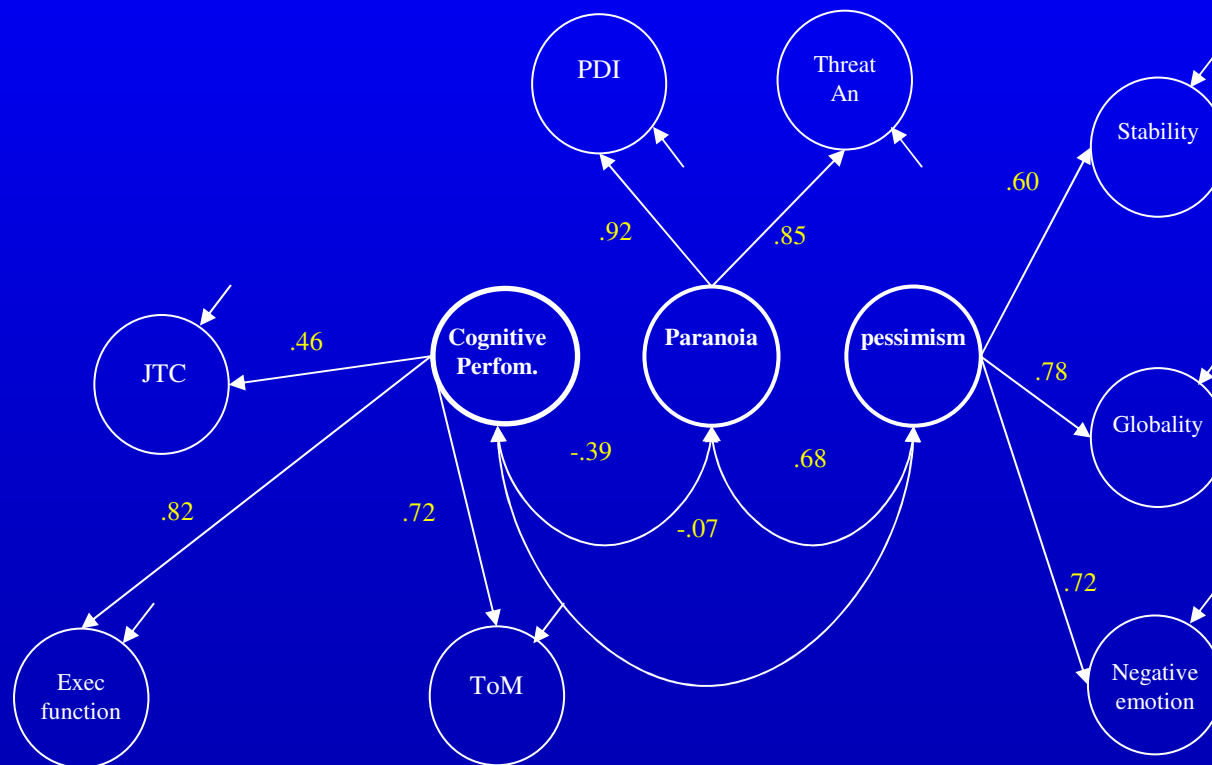 PDI
Threat
An
Stability
.60
.92
.85
Cognitive
Perfom.
Paranoia
pessimism
.46
JTC
.78
Globality
-.39
.68
.82
.72
-.07
.72
Exec
function
ToM
Negative
emotion